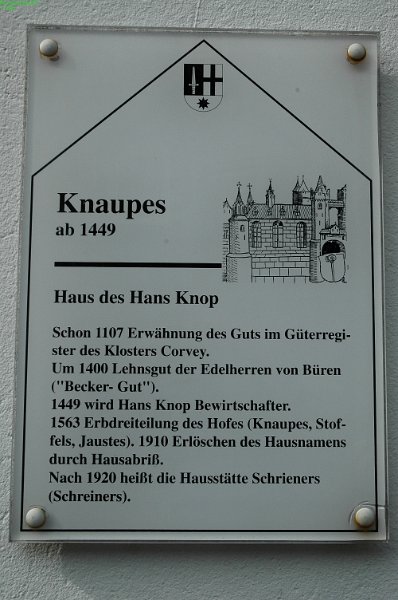 Knaupes
ab 1449
Haus des Hans Knop
Schon 1107 Erwähnung des Guts im Güterregi-
ster des Klosters Corvey.
Um 1400 Lehnsgut der Edelherren von Büren
("Becker- Gut").
1449 wird Hans Knop Bewirtschafter.
1563 Erbdreiteilung des Hofes (Knaupes, Stof-
fels, Jaustes). 1910 Erlöschen des Hausnamens
durch Hausabriß.
Nach 1920 heißt die Hausstätte Schrieners
(Schreiners).